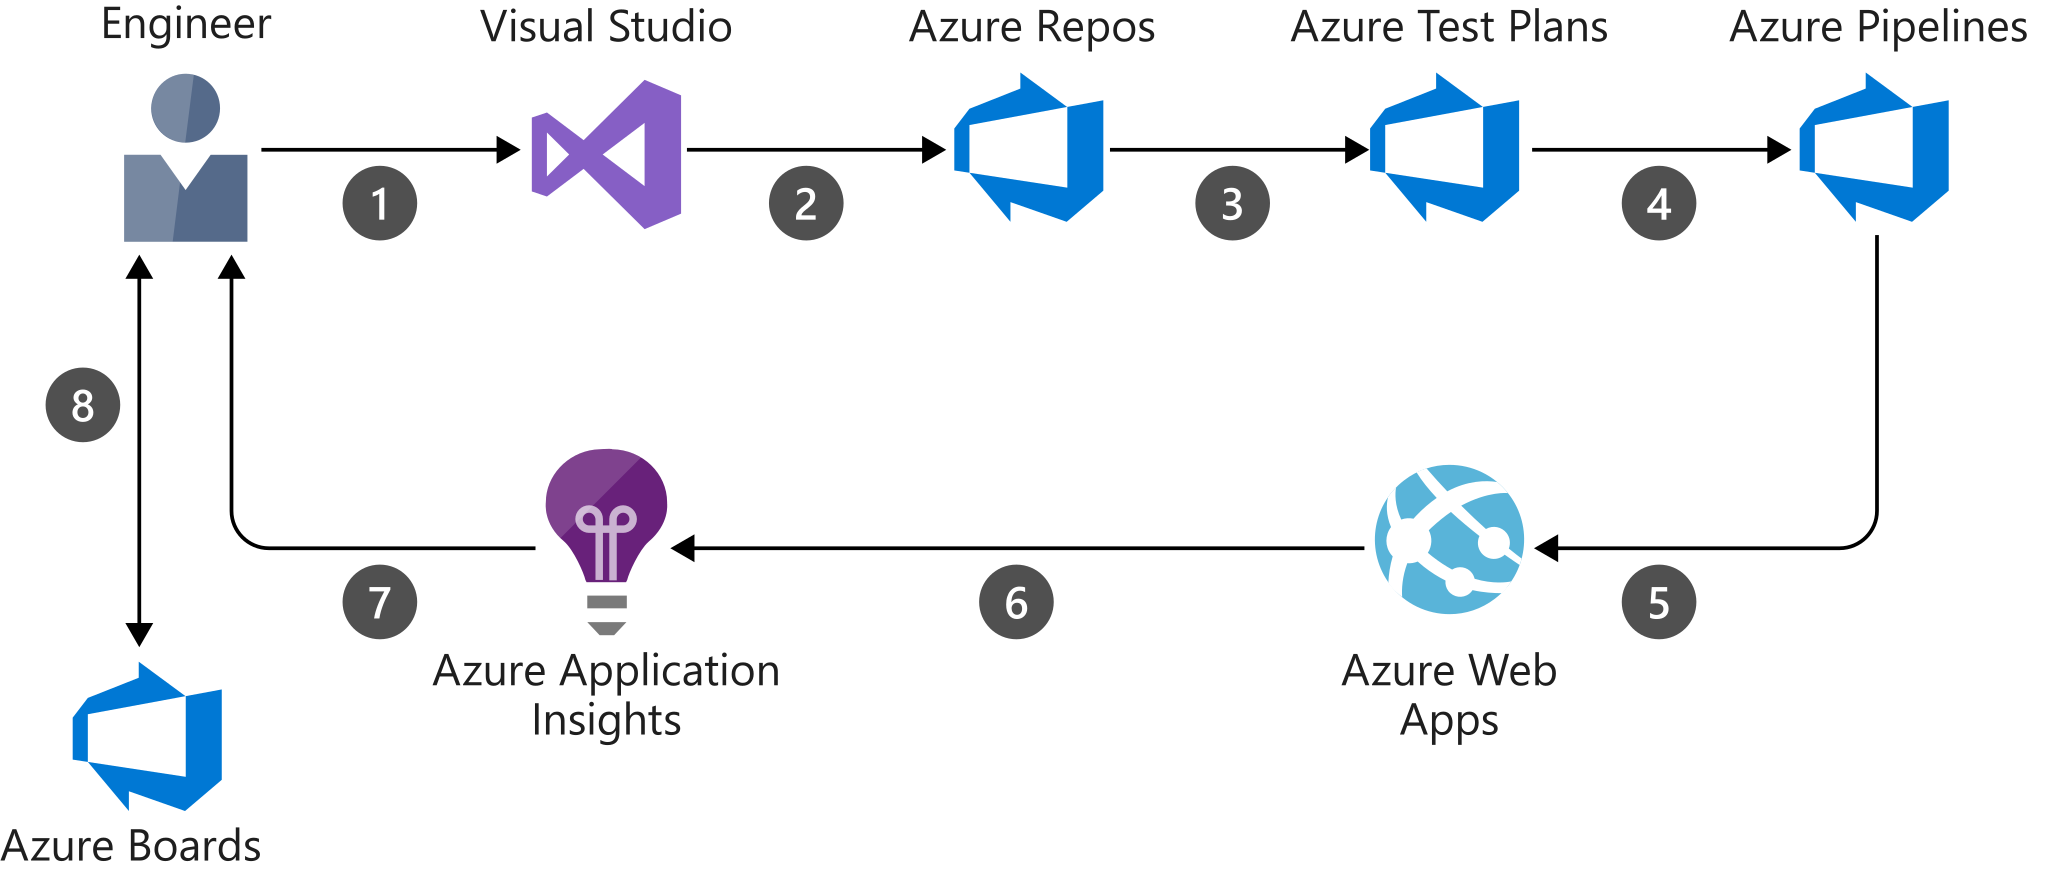 Engineer
Visual Studio
Azure Repos
Azure Test Plans
Azure Pipelines
1
2
3
4
8
7
6
5
Azure Application
Insights
Azure Web
Apps
Azure Boards